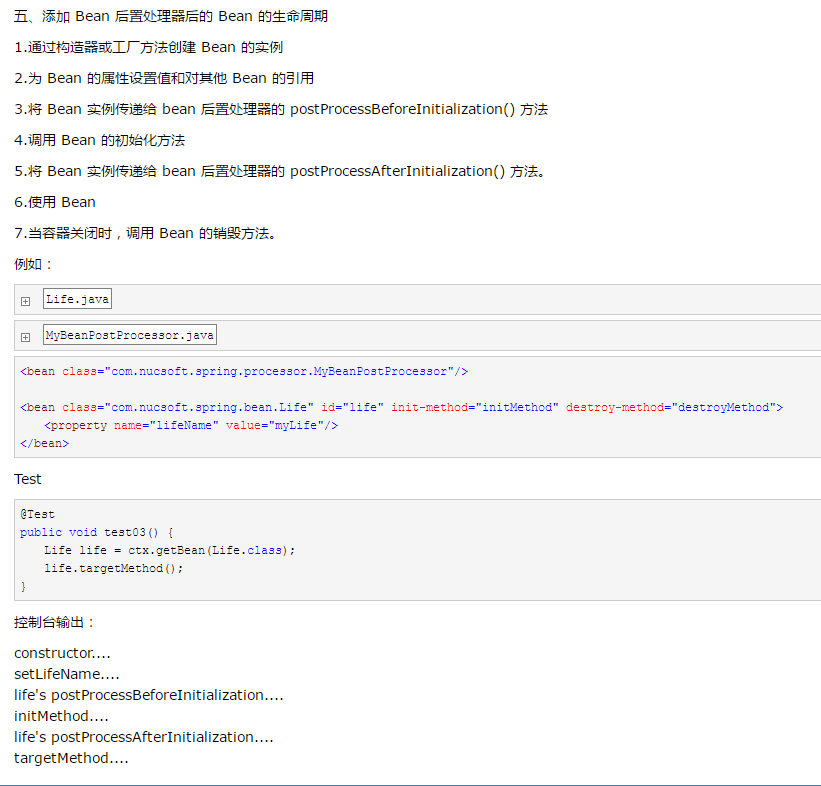 五、添加 Bean 后置处理器后的 Bean 的生命周期
1.通过构造器或工厂方法创建 Bean 的实例
2.为 Bean 的属性设置值和对其他 Bean 的引用
3.将 Bean 实例传递给 bean 后置处理器的 postProcessBeforeInitialization() 方法
4.调用 Bean 的初始化方法
5.将 Bean 实例传递给 bean 后置处理器的 postProcessAfterInitialization() 方法。
6.使用 Bean
7.当容器关闭时，调用 Bean 的销毁方法。
例如：
Life.java
MyBeanPostProcessor.java
<bean class="com.nucsoft.spring.processor.MyBeanPostProcessor"/>
<bean class="com.nucsoft.spring.bean.Life" id="life" init-method="initMethod" destroy-method="destroyMethod">
<property name="lifeName" value="myLife"/>
</bean>
Test
@Test
public void test03() {
Life life = ctx.getBean(Life.class);
life.targetMethod();
}
控制台输出：
constructor....
setLifeName....
life's postProcessBeforeInitialization....
initMethod....
life's postProcessAfterInitialization....
targetMethod....